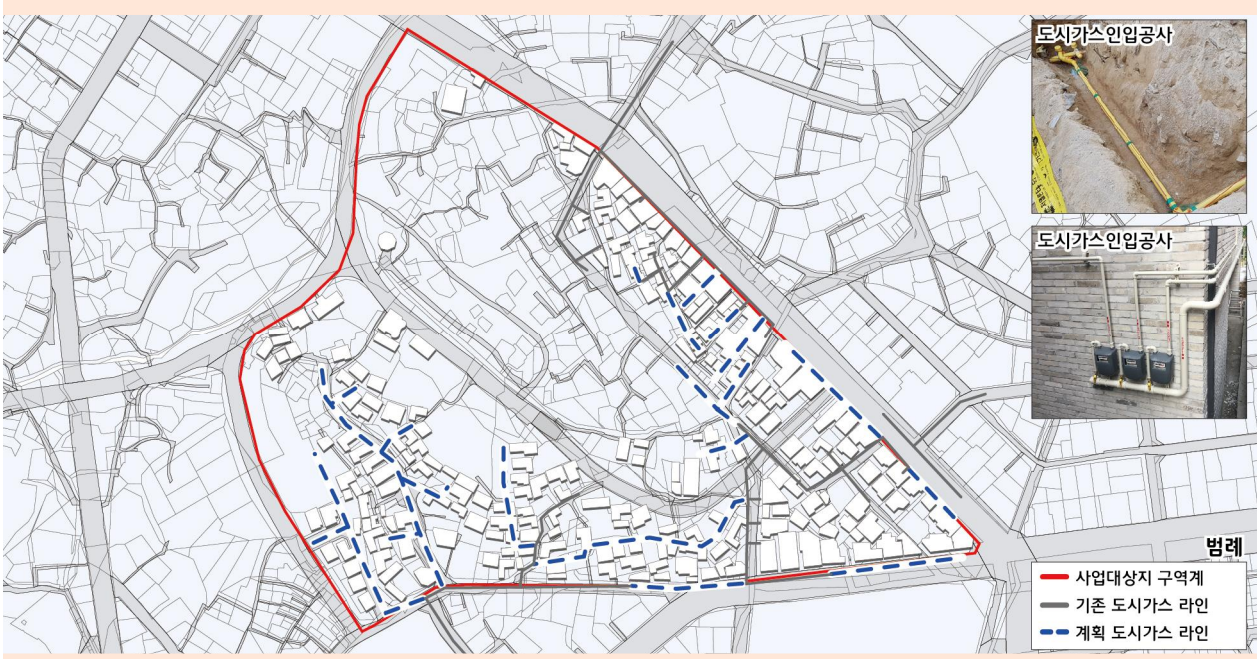 도시가스인입공사
도시가스인입공사
범례
사업대상지 구역계
기존 도시가스 라인
계획 도시가스 라인